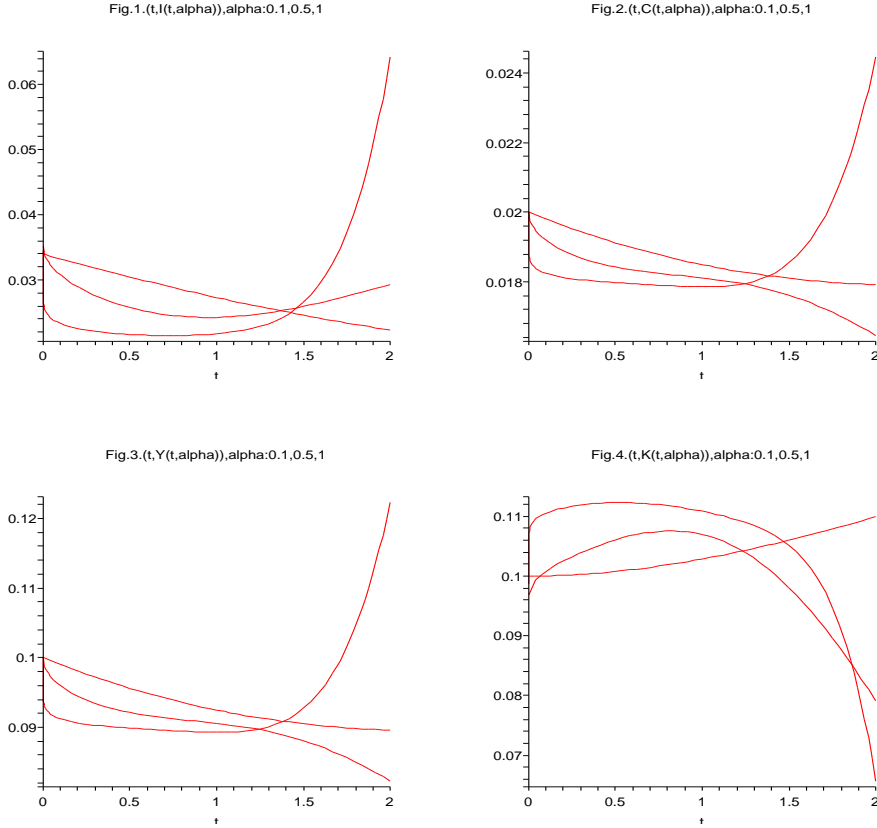 Fig.1.(t,I(t,alpha)),alpha:0.1,0.5,1
0.06
0.05
0.04
0.03
0 0.5 1 1.5 2
t
Fig.2.(t,C(t,alpha)),alpha:0.1,0.5,1
0.024
0.022
0.02
0.018
0 0.5 1 1.5 2
t
Fig.3.(t,Y(t,alpha)),alpha:0.1,0.5,1
0.12
0.11
0.1
0.09
0 0.5 1 1.5 2
t
Fig.4.(t,K(t,alpha)),alpha:0.1,0.5,1
0.11
0.1
0.09
0.08
0.07
0 0.5 1 1.5 2
t